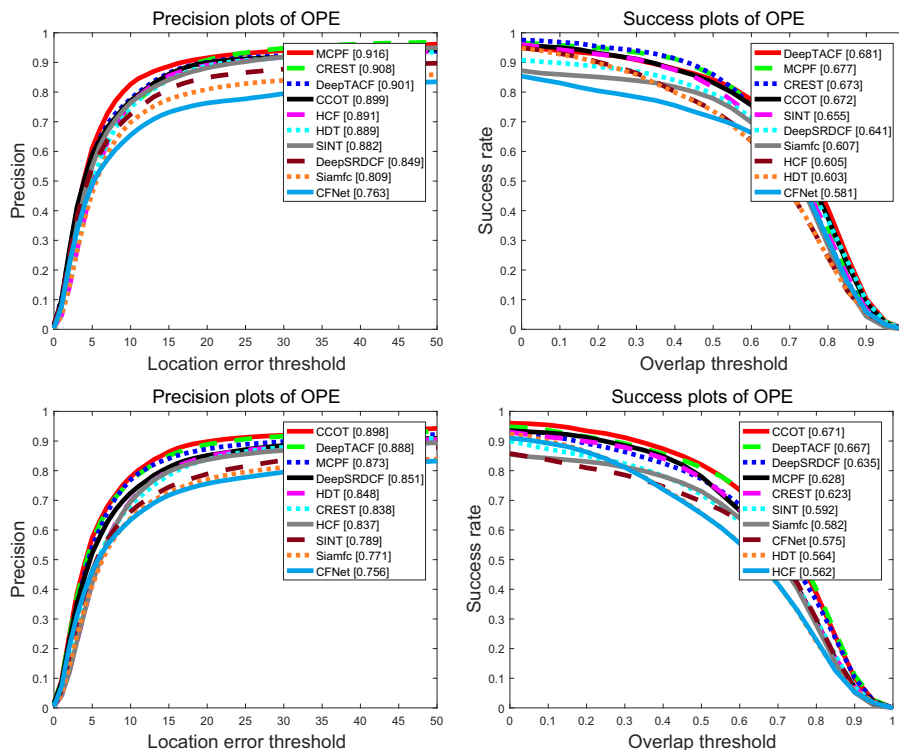 Precision plots of OPE
1
0.9
0.8
0.7
0.6
0.5
0.4
0.3
0.2
0.1
0
Precision
MCPF [0.916]
CREST [0.908]
DeepTACF [0.901]
CCOT [0.899]
HCF [0.891]
HDT [0.889]
SINT [0.882]
DeepSRDCF [0.849]
Siamfc [0.809]
CFNet [0.763]
0 5 10 15 20 25 30 35 40 45 50
Location error threshold
Success plots of OPE
1
0.9
0.8
0.7
0.6
0.5
0.4
0.3
0.2
0.1
0
Success rate
DeepTACF [0.681]
MCPF [0.677]
CREST [0.673]
CCOT [0.672]
SINT [0.655]
DeepSRDCF [0.641]
Siamfc [0.607]
HCF [0.605]
HDT [0.603]
CFNet [0.581]
0 0.1 0.2 0.3 0.4 0.5 0.6 0.7 0.8 0.9
Overlap threshold
Precision plots of OPE
1
0.9
0.8
0.7
0.6
0.5
0.4
0.3
0.2
0.1
0
Precision
CCOT [0.898]
DeepTACF [0.888]
MCPF [0.873]
DeepSRDCF [0.851]
HDT [0.848]
CREST [0.838]
HCF [0.837]
SINT [0.789]
Siamfc [0.771]
CFNet [0.756]
0 5 10 15 20 25 30 35 40 45 50
Location error threshold
Success plots of OPE
1
0.9
0.8
0.7
0.6
0.5
0.4
0.3
0.2
0.1
0
Success rate
CCOT [0.671]
DeepTACF [0.667]
DeepSRDCF [0.635]
MCPF [0.628]
CREST [0.623]
SINT [0.592]
Siamfc [0.582]
CFNet [0.575]
HDT [0.564]
HCF [0.562]
0 0.1 0.2 0.3 0.4 0.5 0.6 0.7 0.8 0.9 1
Overlap threshold